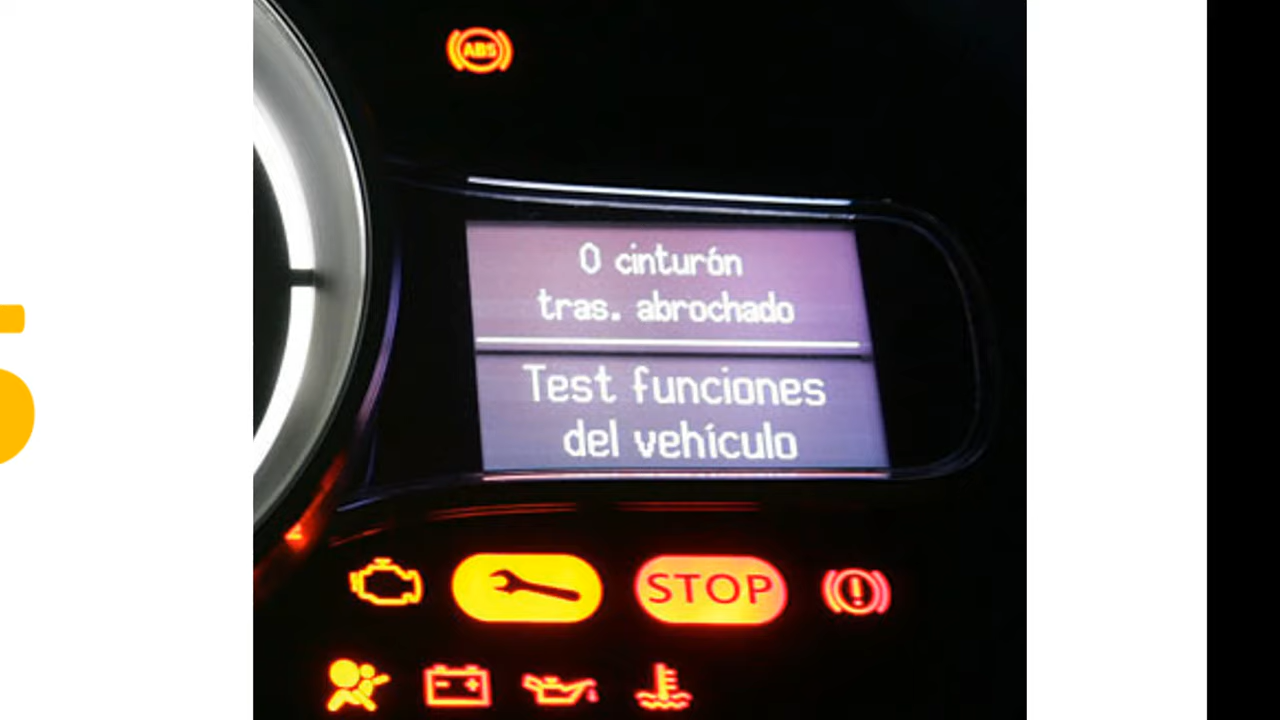 ABS
0 cinturón
tras. abrochado
Test funciones
del vehículo
STOP